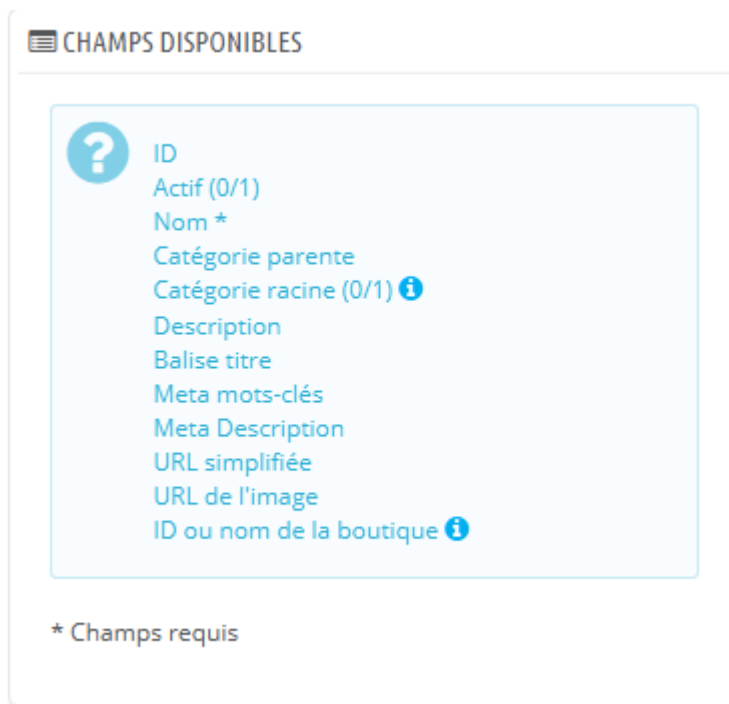 CHAMPS DISPONIBLES
ID
Actif (0/1)
Nom *
Catégorie parente
Catégorie racine (0/1)
Description
Balise titre
Meta mots-clés
Meta Description
URL simplifiée
URL de l'image
ID ou nom de la boutique
* Champs requis